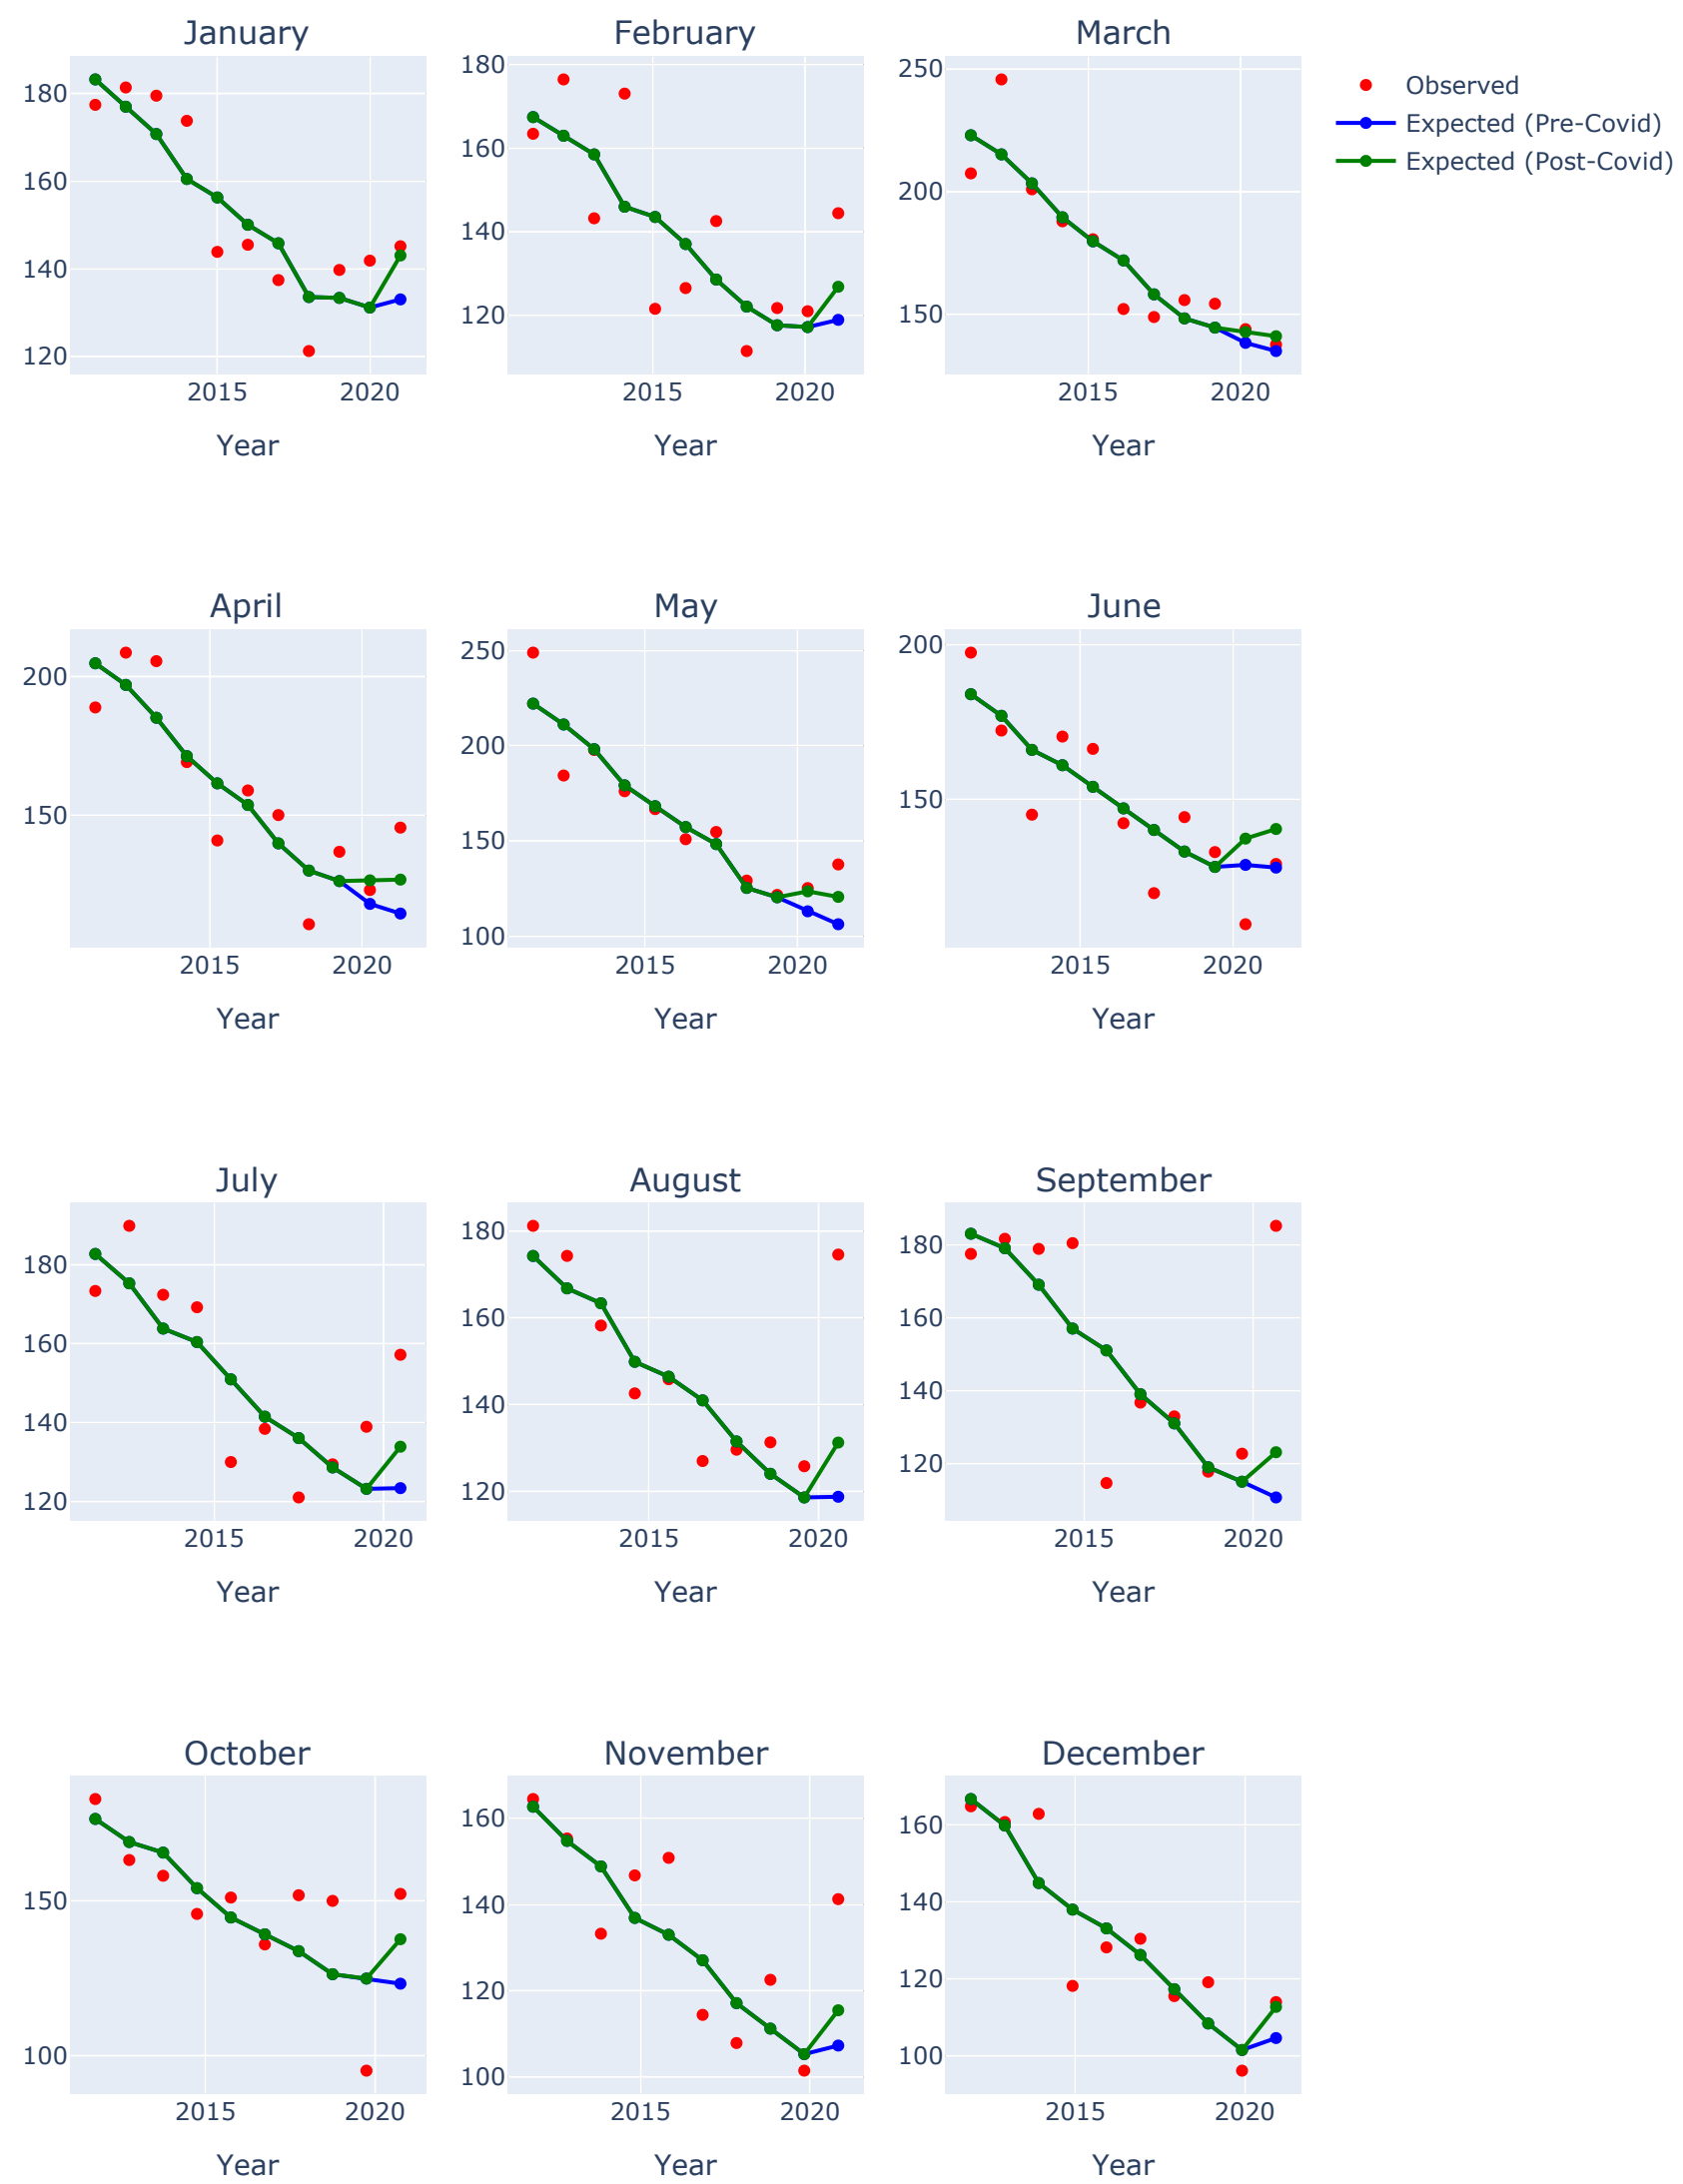 January
February
March
180
160
140
120
2015
2020
Year
180
160
140
120
2015
2020
Year
250
200
150
2015
2020
Year
Observed
Expected (Pre-Covid)
Expected (Post-Covid)
April
May
June
200
150
2015
2020
Year
250
200
150
100
2015
2020
Year
200
150
2015
2020
Year
July
August
September
180
160
140
120
2015
2020
Year
180
160
140
120
2015
2020
Year
180
160
140
120
2015
2020
Year
October
November
December
150
100
2015
2020
Year
160
140
120
100
2015
2020
Year
160
140
120
100
2015
2020
Year